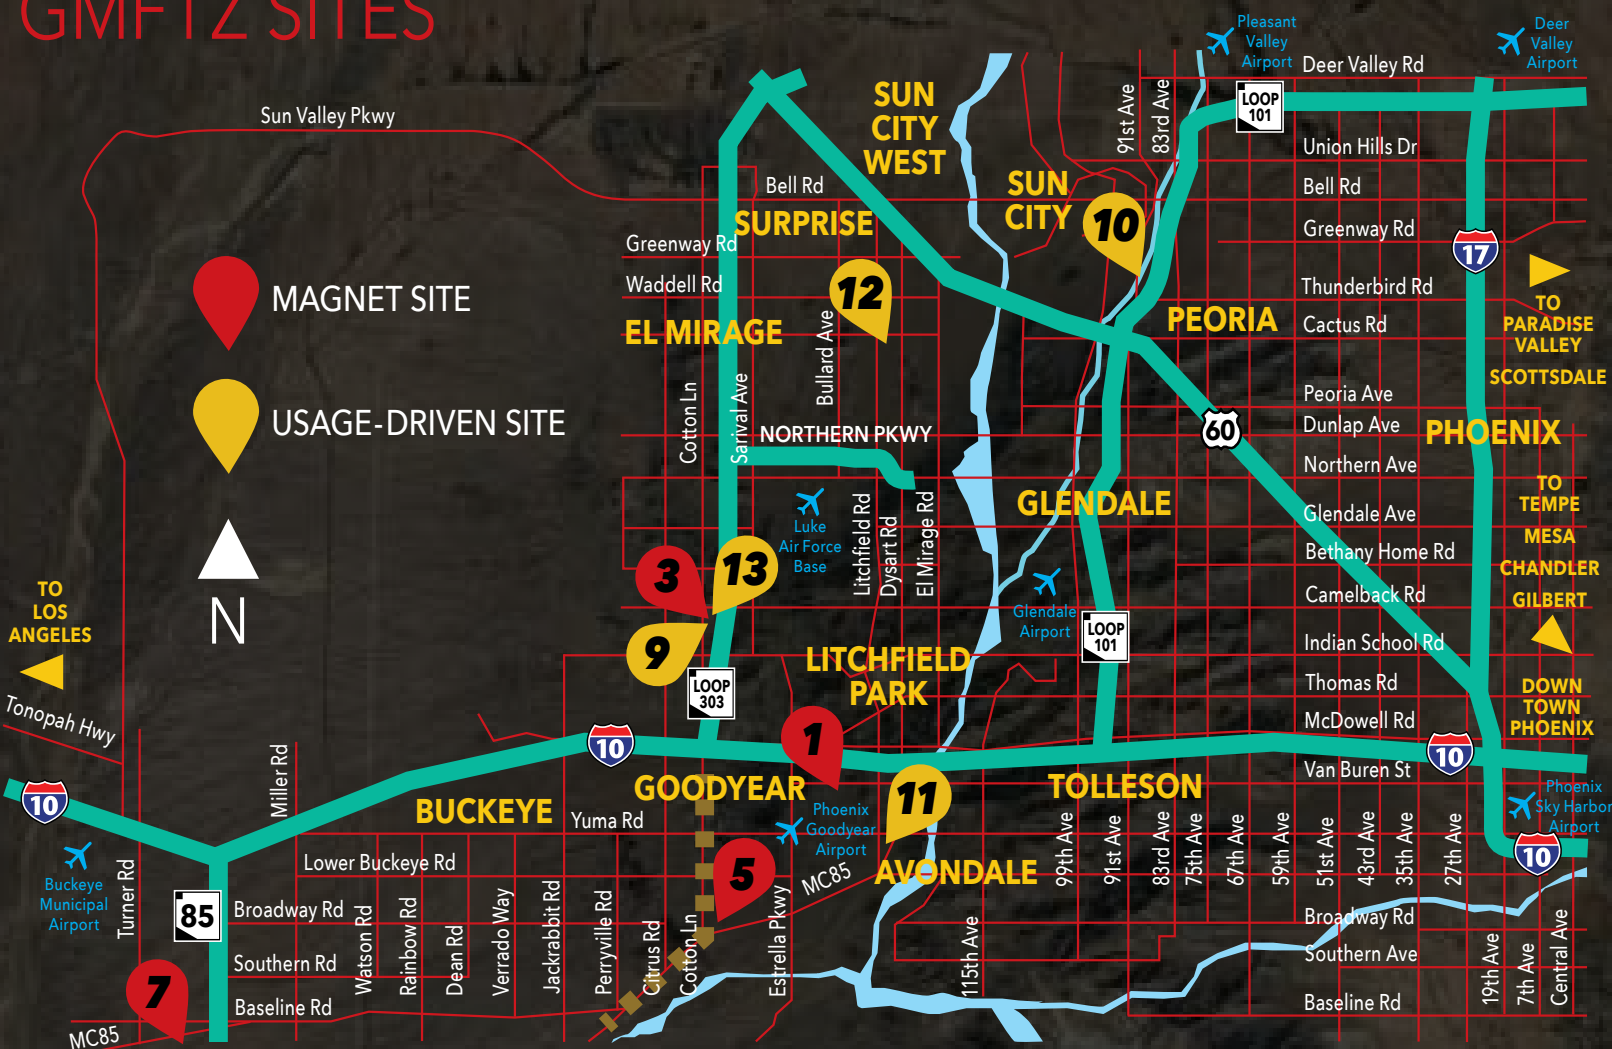 GMFTZ SITES
Sun Valley Pkwy
MAGNET SITE
USAGE-DRIVEN SITE
N
TO
LOS
ANGELES
Tonopah Hwy
10
Buckeye
Municipal
Airport
Turner Rd
85
7
MC85
Miller Rd
BUCKEYE
Lower Buckeye Rd
Broadway Rd
Southern Rd
Baseline Rd
Watson Rd
Rainbow Rd
Dean Rd
Verrado Way
Jackrabbit Rd
Perryville Rd
Citrus Rd
Cotton Ln
Estrella Pkwy
Yuma Rd
10
GOODYEAR
5
MC85
Phoenix
Goodyear
Airport
1
11
AVONDALE
LITCHFIELD
PARK
LOOP
303
3
13
9
Luke
Air Force
Base
Litchfield Rd
Dysart Rd
El Mirage Rd
NORTHERN PKWY
Cotton Ln
Sarival Ave
Bullard Ave
EL MIRAGE
Waddell Rd
Greenway Rd
SURPRISE
Bell Rd
12
SUN
CITY
WEST
SUN
CITY
10
91st Ave
83rd Ave
Pleasant
Valley
Airport
LOOP
101
Deer Valley Rd
Deer
Valley
Airport
Union Hills Dr
Bell Rd
Greenway Rd
17
Thunderbird Rd
Cactus Rd
PEORIA
TO
PARADISE
VALLEY
SCOTTSDALE
Peoria Ave
Dunlap Ave
60
PHOENIX
Northern Ave
GLENDALE
Glendale Ave
Bethany Home Rd
Camelback Rd
Indian School Rd
Thomas Rd
McDowell Rd
Van Buren St
TO
TEMPE
MESA
CHANDLER
GILBERT
Glendale
Airport
LOOP
101
DOWN
TOWN
PHOENIX
10
Phoenix
Sky Harbor
Airport
10
TOLLESON
99th Ave
91st Ave
83rd Ave
75th Ave
67th Ave
59th Ave
51st Ave
43rd Ave
35th Ave
27th Ave
Broadway Rd
Southern Ave
Baseline Rd
115th Ave
19th Ave
7th Ave
Central Ave